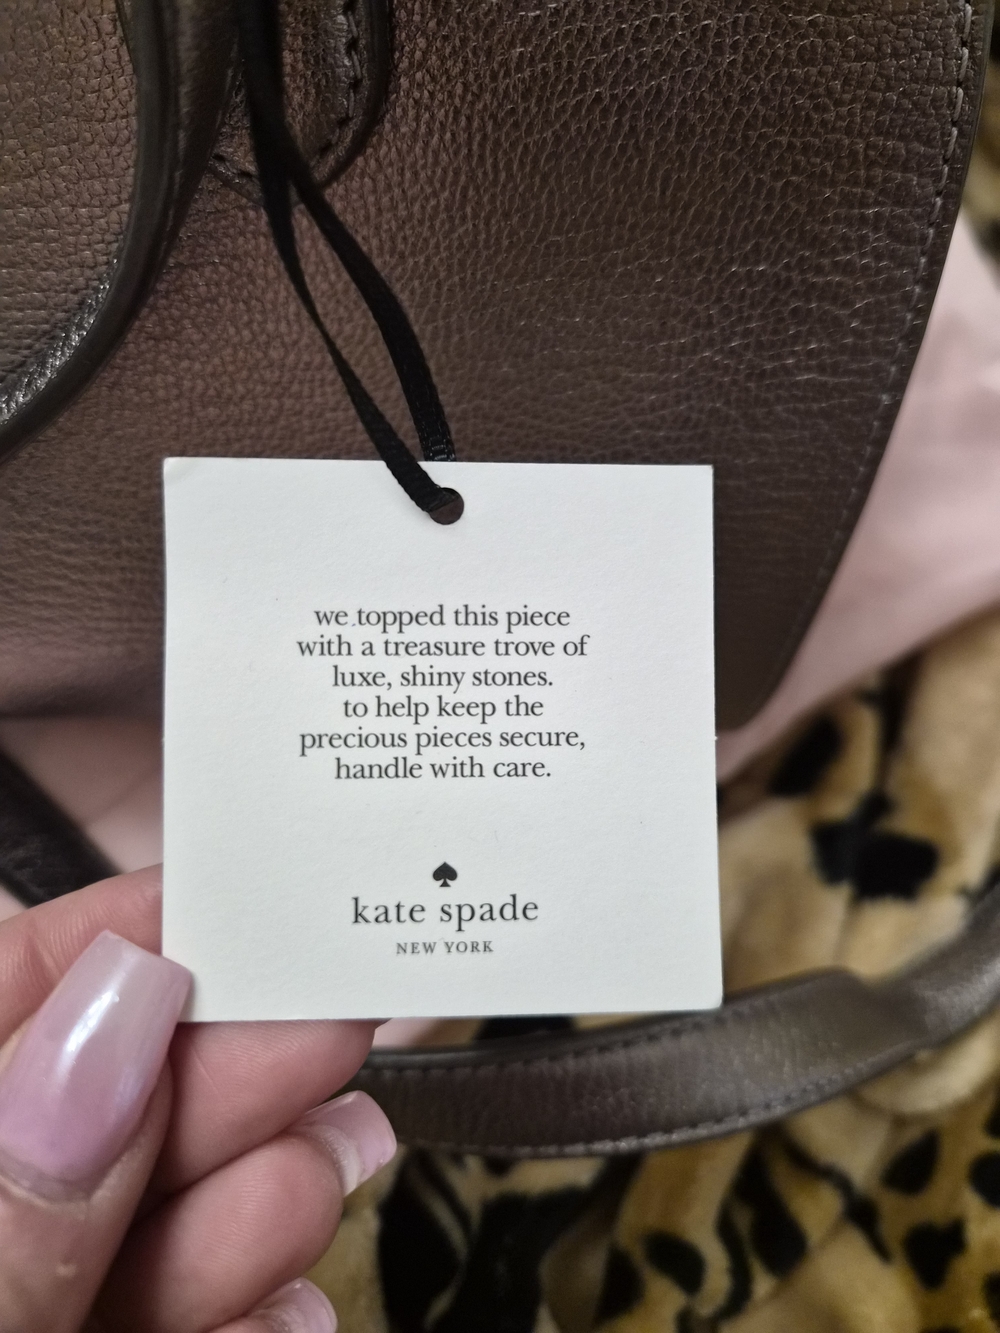 we topped this piece
with a treasure trove of
luxe, shiny stones.
to help keep the
precious pieces secure,
handle with care.
kate spade
NEW YORK